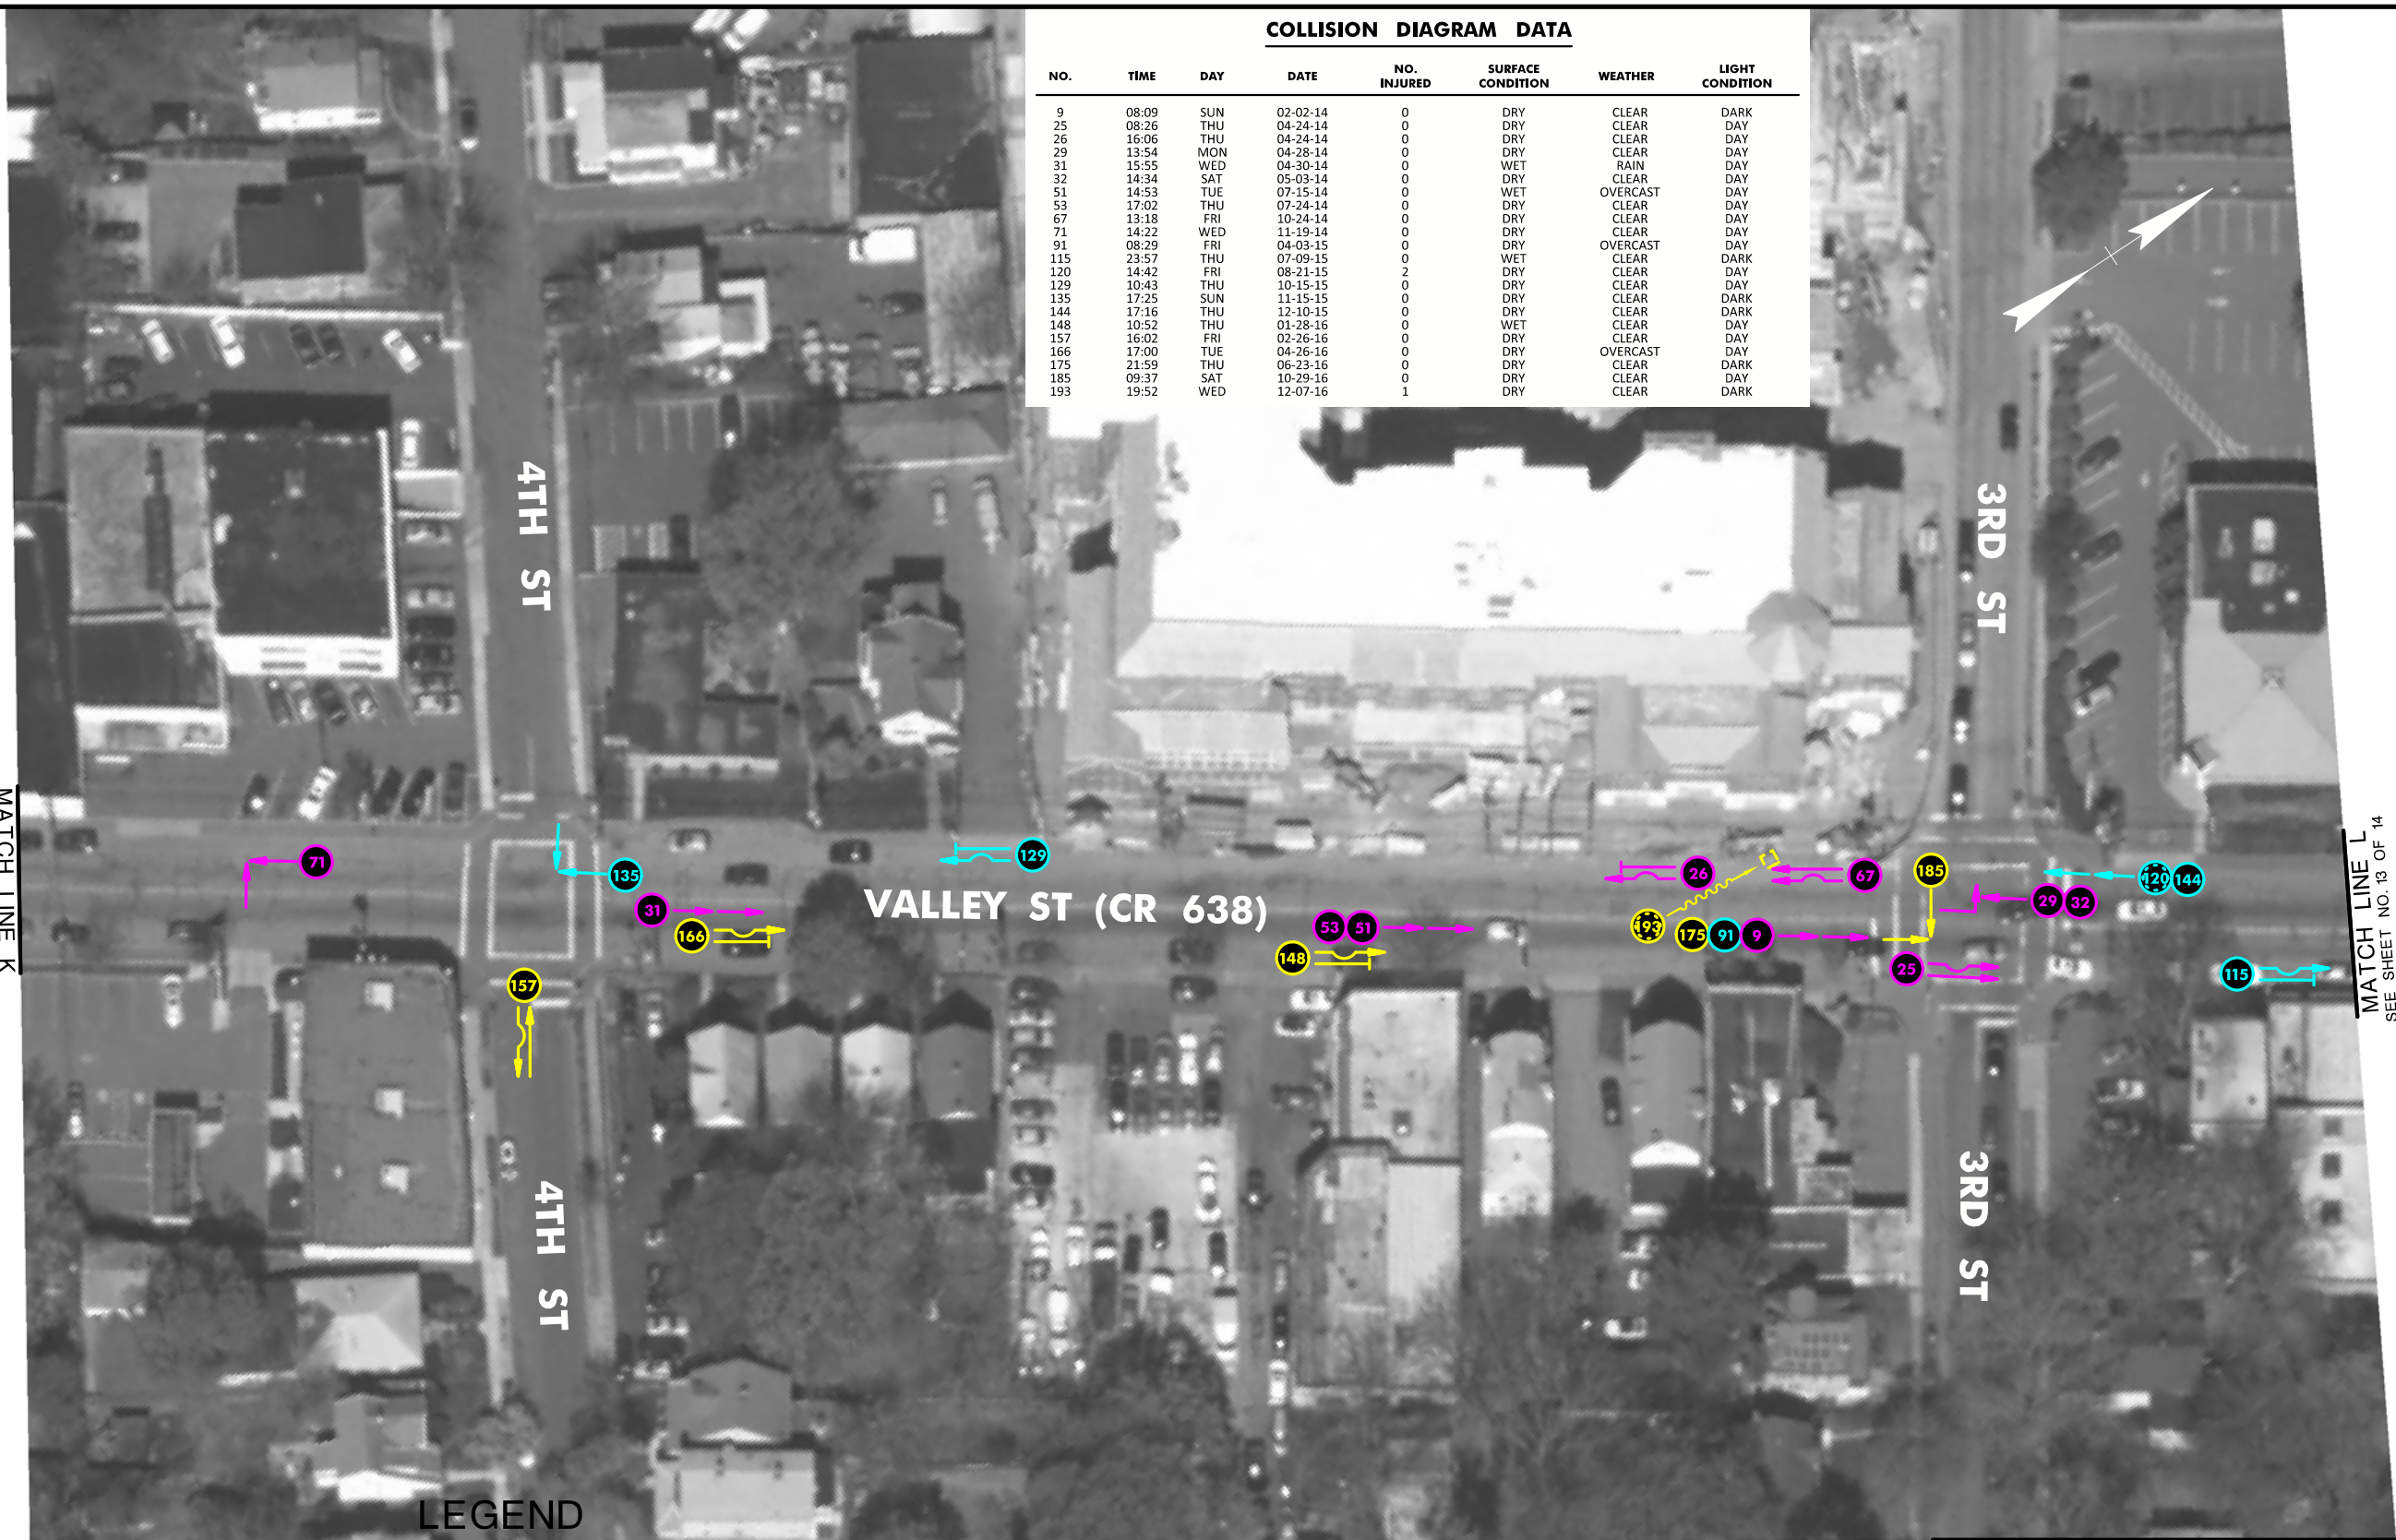 COLLISION DIAGRAM DATA
NO. TIME DAY DATE NO. INJURED SURFACE CONDITION WEATHER LIGHT CONDITION
9 08:09 SUN 02-02-14 0 DRY CLEAR DARK
25 08:26 THU 04-24-14 0 DRY CLEAR DAY
26 16:06 THU 04-24-14 0 DRY CLEAR DAY
29 13:54 MON 04-28-14 0 DRY CLEAR DAY
31 15:55 WED 04-30-14 0 WET RAIN DAY
32 14:34 SAT 05-03-14 0 DRY CLEAR DAY
51 14:53 TUE 07-15-14 0 WET OVERCAST DAY
53 17:02 THU 07-24-14 0 DRY CLEAR DAY
67 13:18 FRI 10-24-14 0 DRY CLEAR DAY
71 14:22 WED 11-19-14 0 DRY CLEAR DAY
91 08:29 FRI 04-03-15 0 DRY OVERCAST DAY
115 23:57 THU 07-09-15 0 WET CLEAR DARK
120 14:42 FRI 08-21-15 2 DRY CLEAR DAY
129 10:43 THU 10-15-15 0 DRY CLEAR DAY
135 17:25 SUN 11-15-15 0 DRY CLEAR DARK
144 17:16 THU 12-10-15 0 DRY CLEAR DARK
148 10:52 THU 01-28-16 0 WET CLEAR DAY
157 16:02 FRI 02-26-16 0 DRY CLEAR DAY
166 17:00 TUE 04-26-16 0 DRY OVERCAST DAY
175 21:59 THU 06-23-16 0 DRY CLEAR DARK
185 09:37 SAT 10-29-16 0 DRY CLEAR DAY
193 19:52 WED 12-07-16 1 DRY CLEAR DARK
4TH ST
3RD ST
MATCH LINE K
71
135
129
26
67
185
120 144
29 32
31
166
VALLEY ST (CR 638)
53 51
148
193
175 91 9
25
115
157
MATCH LINE L
SEE SHEET NO. 13 OF 14
4TH ST
3RD ST
LEGEND